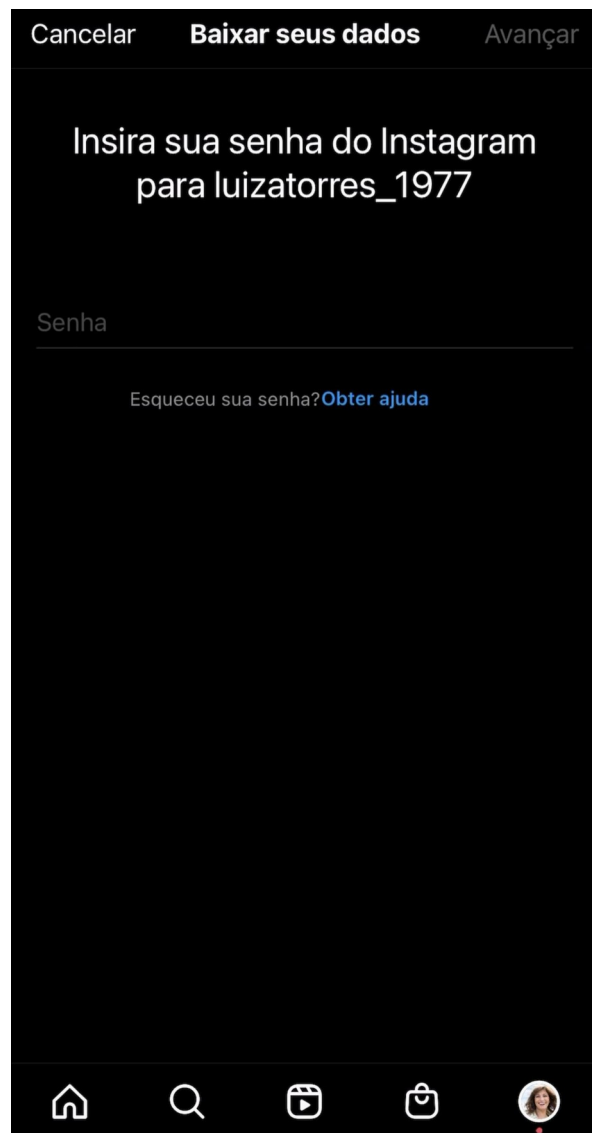 Cancelar Baixar seus dados Avançar
Insira sua senha do Instagram
para luizatorres_1977
Senha
Esqueceu sua senha?Obter ajuda